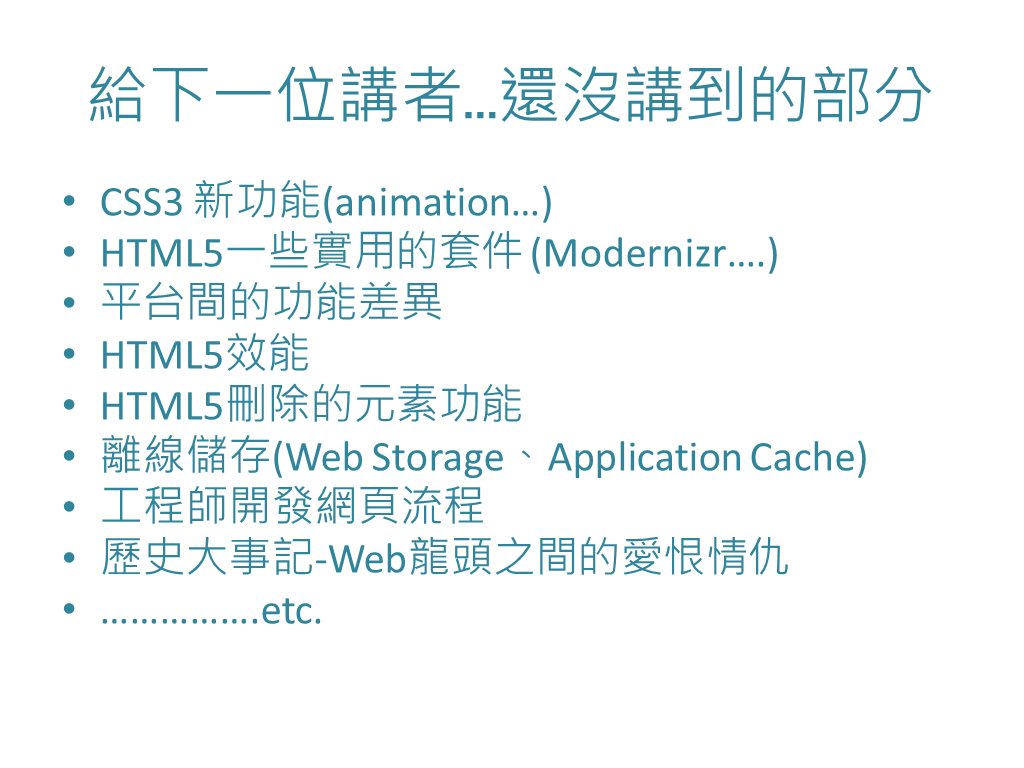 給下一位講者…還沒講到的部分
• CSS3 新功能(animation…)
• HTML5一些實用的套件 (Modernizr….)
• 平台間的功能差異
• HTML5效能
• HTML5刪除的元素功能
• 離線儲存(Web Storage、Application Cache)
• 工程師開發網頁流程
• 歷史大事記-Web龍頭之間的愛恨情仇
• …………….etc.